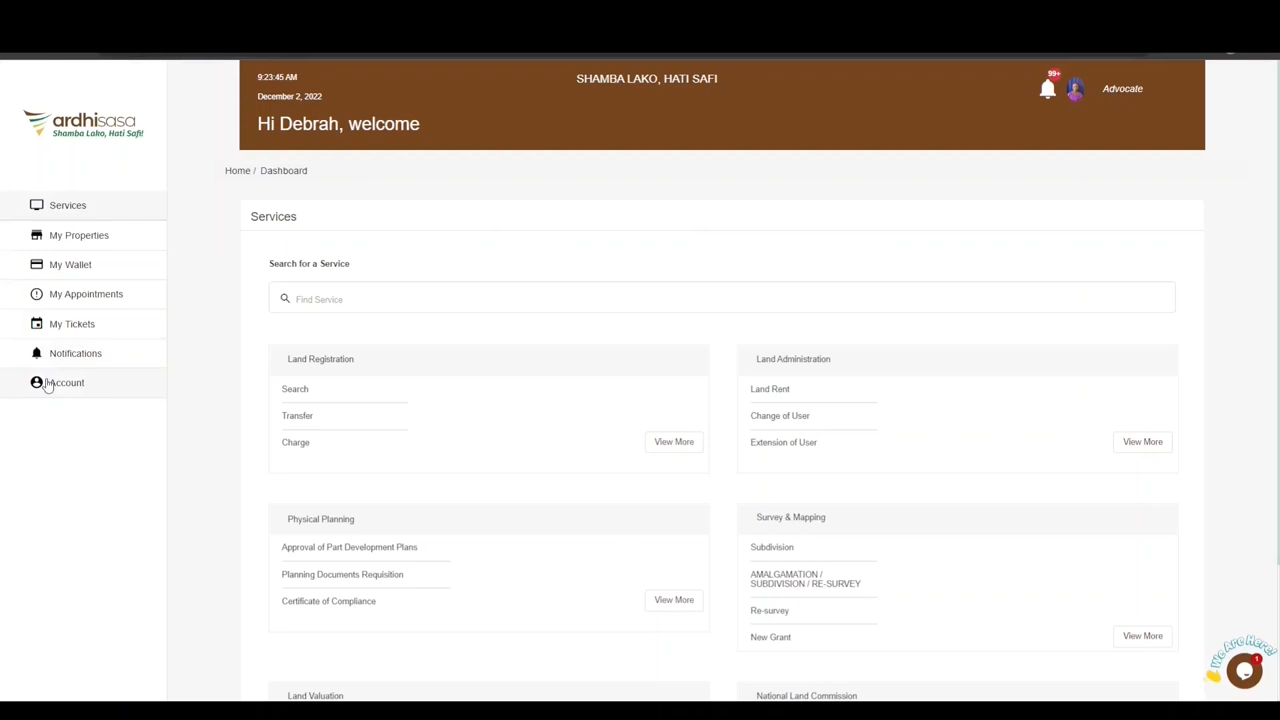 9:23:45 AM
SHAMBA LAKO, HATI SAFI
99+
Advocate
December 2, 2022
Hi Debrah, welcome
ardhisasa
Shamba Lako, Hati Safi!
Home / Dashboard
Services
My Properties
My Wallet
My Appointments
My Tickets
Notifications
Account
Services
Search for a Service
Find Service
Land Registration
Search
Transfer
Charge
View More
Land Administration
Land Rent
Change of User
Extension of User
View More
Physical Planning
Approval of Part Development Plans
Planning Documents Requisition
Certificate of Compliance
View More
Survey & Mapping
Subdivision
AMALGAMATION /
SUBDIVISION / RE-SURVEY
Re-survey
New Grant
View More
Land Valuation
National Land Commission
We Are Here!
1